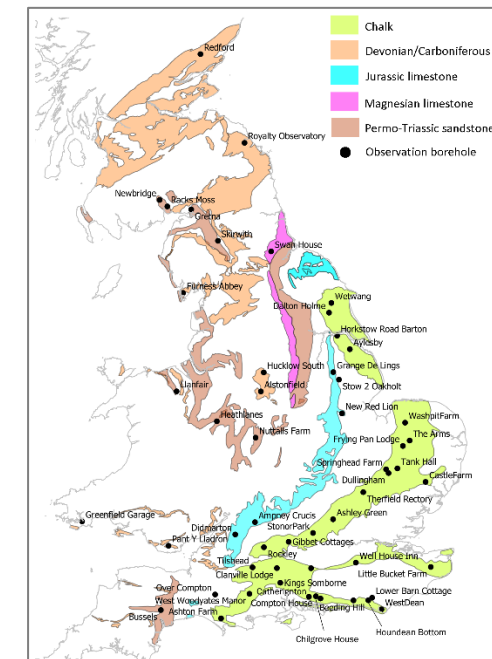 Chalk
Devonian/Carboniferous
Jurassic limestone
Magnesian limestone
Permo-Triassic sandstone
Observation borehole
Redford
Royalty Observatory
Newbridge
Racks Moss
Gretna
Skirwith
Swan House
Furness Abbey
Wetwang
Dalton Holme
Horkstow Road Barton
Aylesby
Grange De Lings
Hucklow South
Stow 2 Oakholt
Llanfair
Alstonfield
New Red Lion
WashpitFarm
Heathlanes
The Arms
Nuttalls Farm
Frying Pan Lodge
Springhead Farm
Tank Hall
CastleFarm
Dullingham
Therfield Rectory
Greenfield Garage
Ampney Crucis
Ashley Green
Didmarton
StonorPark
Pant Y Lladron
Gibbet Cottages
Tilshead
Rockley
Well House Inn
Clanville Lodge
Little Bucket Farm
Over Compton
Kings Somborne
West Woodyates Manor
Catherington
Lower Barn Cottage
Ashton Farm
Compton House
WestDean
Bussels
Beeding Hill
Chilgrove House
Houndean Bottom